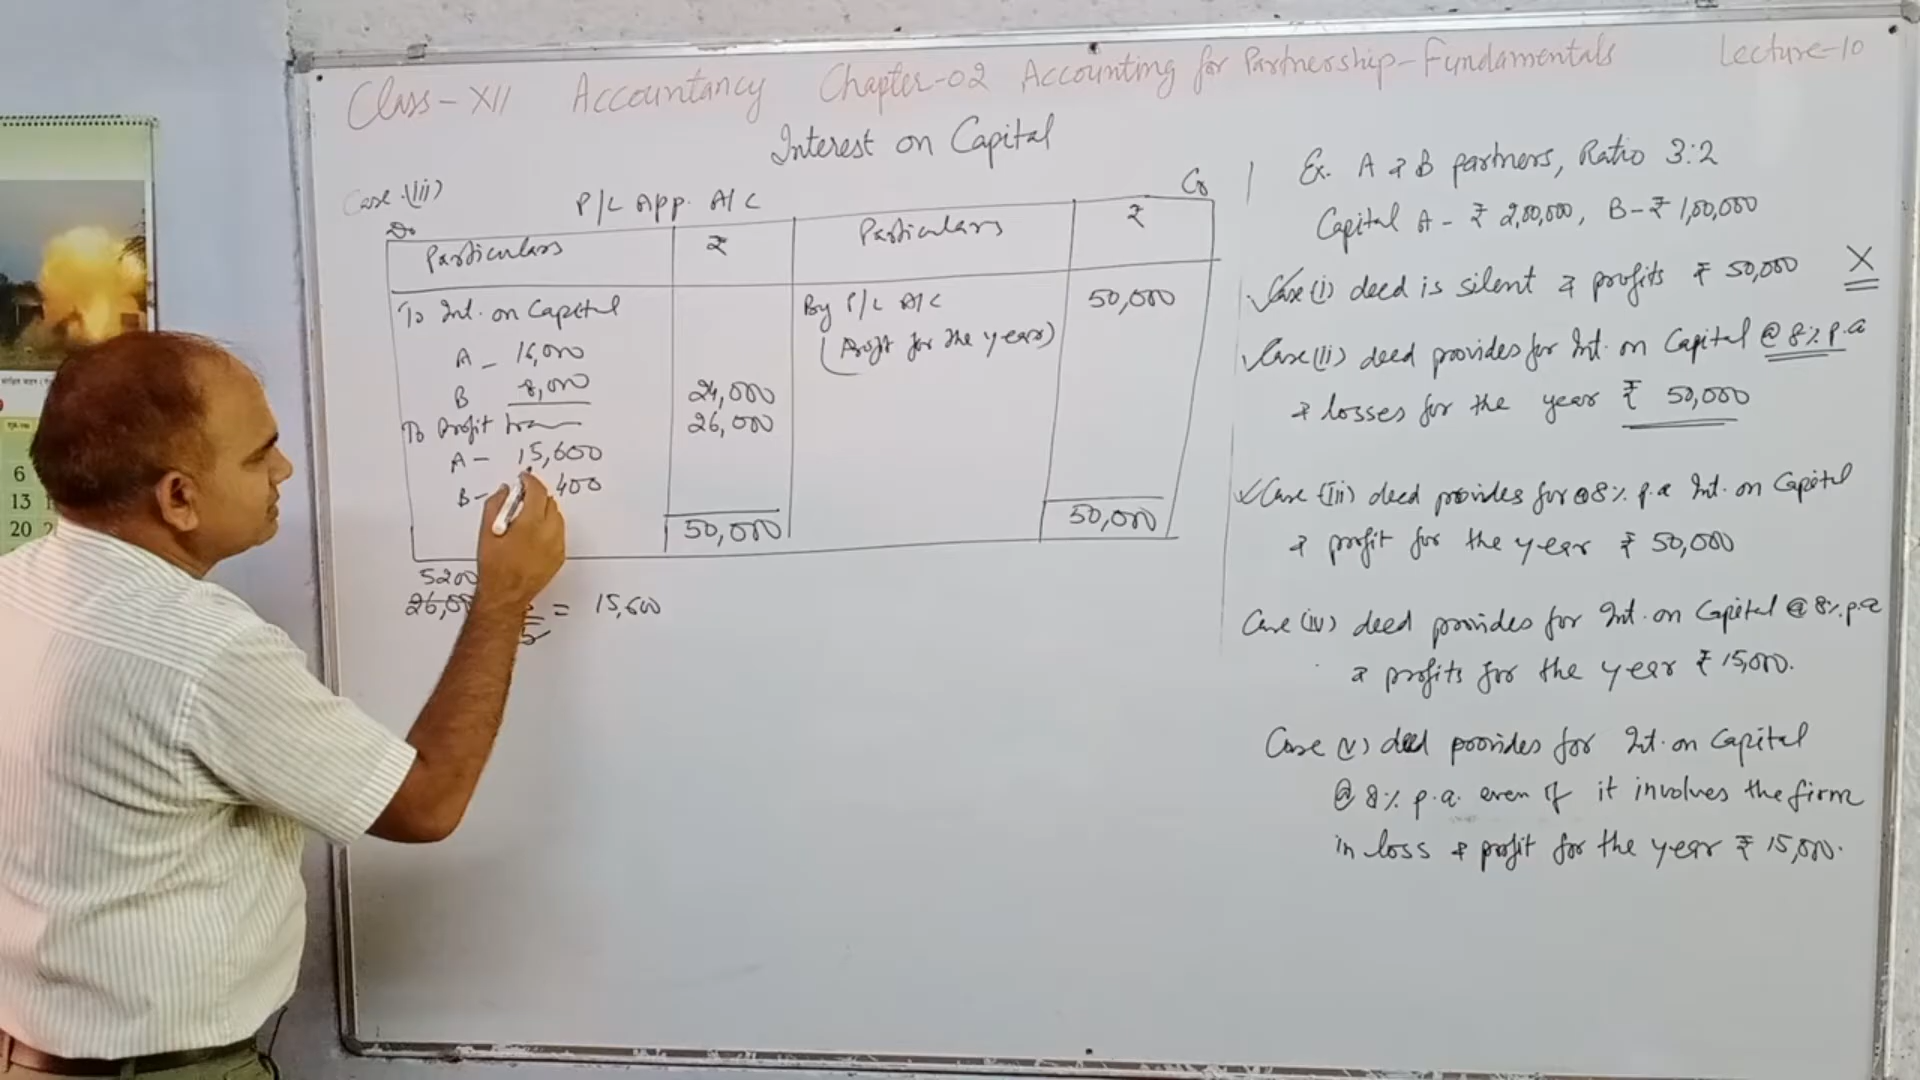 Class-XII Accountancy Chapter-02 Accounting for Partnership-Fundamentals Lecture-10
Interest on Capital
Case (iii)
P/L App. A/C
Dr. Cr
Particulars ₹ Particulars ₹
To Int. on Capital
A - 16,000
B 8,000 24,000
To Profit 26,000
A - 15,600
B - 400
50,000
By P/L A/C 50,000
(Profit for the year)
50,000
5200
= 15,600
Ex. A & B partners, Ratio 3:2
Capital A - ₹ 2,00,000, B - ₹ 1,00,000
Case (i) deed is silent & profits ₹ 50,000 X
Case (ii) deed provides for Int. on Capital @ 8% p.a
& losses for the year ₹ 50,000
Case (iii) deed provides for @8% p.a Int. on Capital
& profit for the year ₹ 50,000
Case (iv) deed provides for Int. on Capital @ 8% p.a
& profits for the year ₹ 15,000.
Case (v) deed provides for Int. on Capital
@ 8% p.a. even if it involves the firm
in loss & profit for the year ₹ 15,000.
6
13 1
20 2